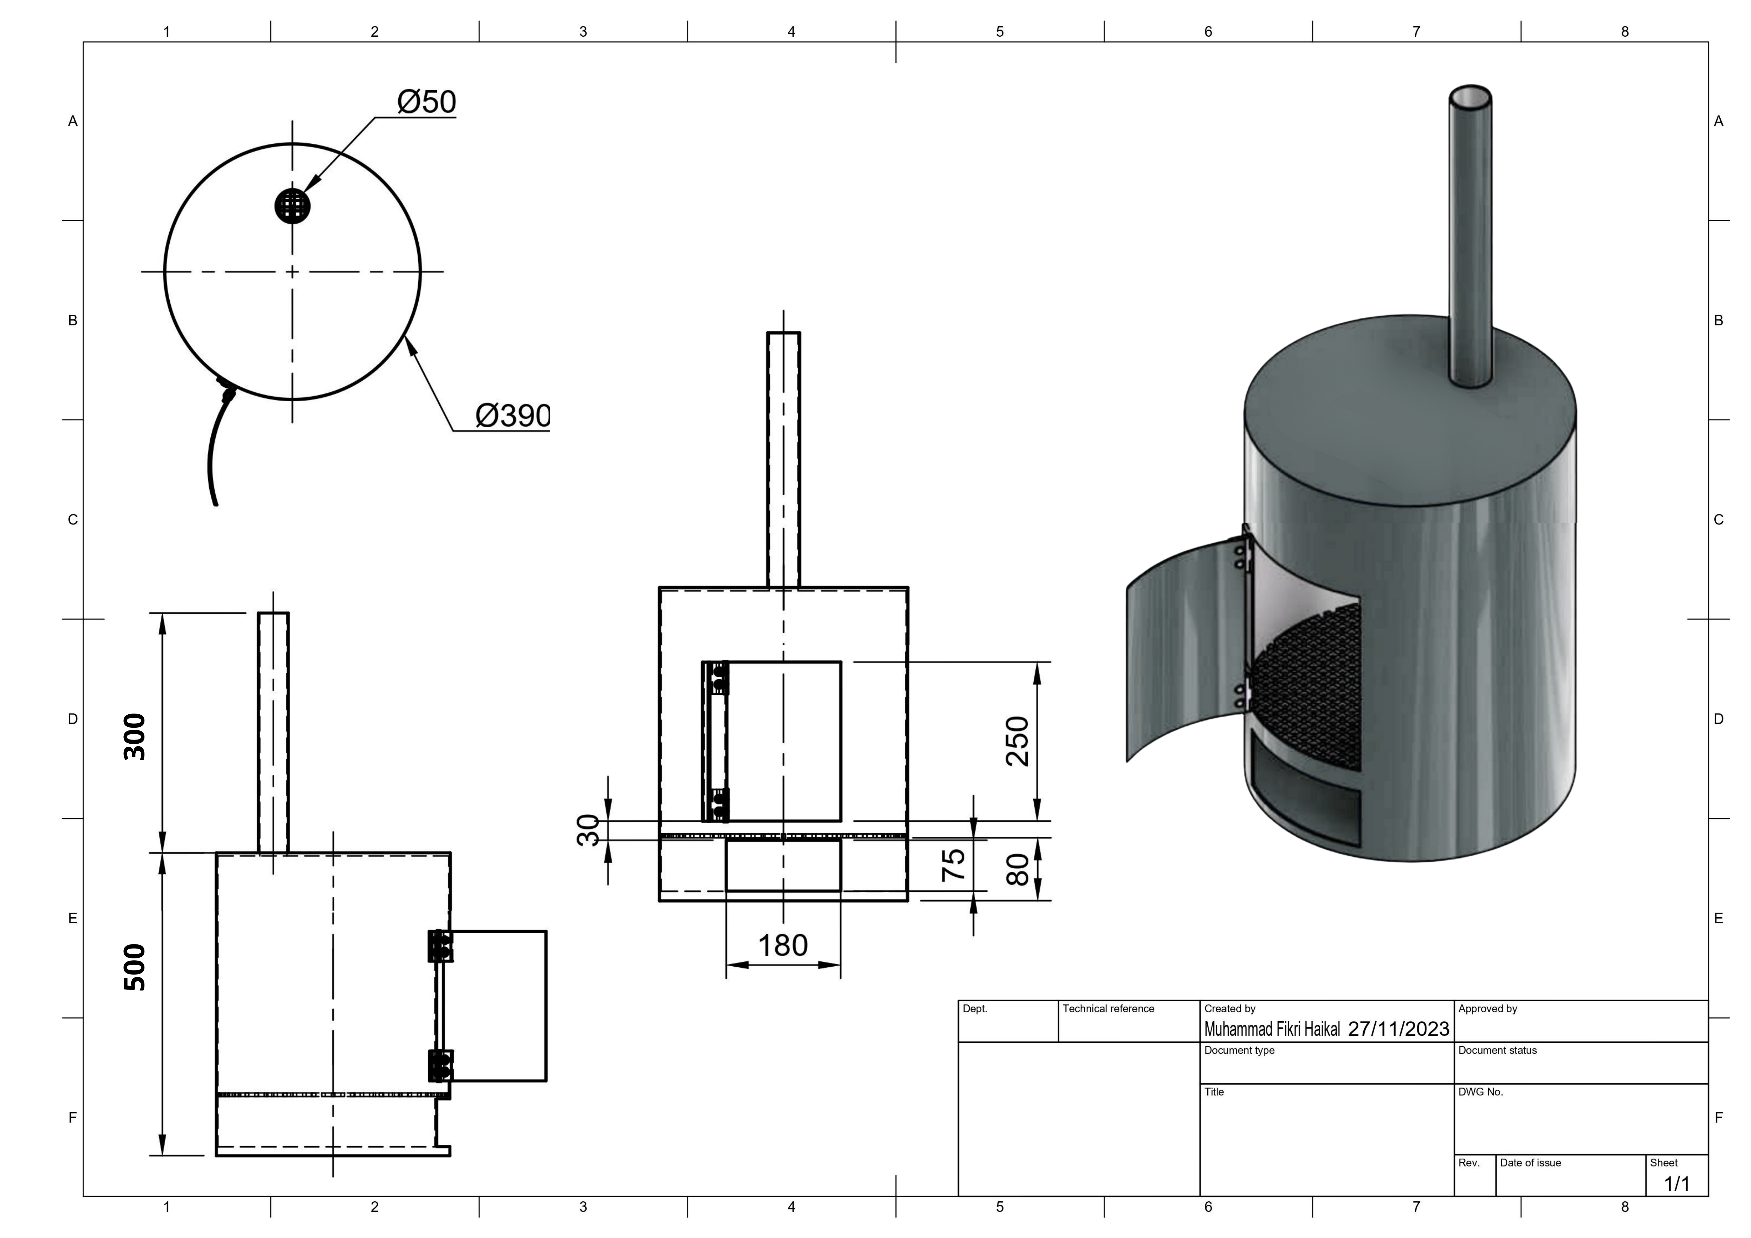 1 2 3 4 5 6 7 8
A A
Ø50
B B
Ø390
C C
300
D D
250
30
75
80
E E
180
500
Dept. Technical reference Created by Approved by
Muhammad Fikri Haikal 27/11/2023
Document type Document status
Title DWG No.
F F
Rev. Date of issue Sheet
1/1
1 2 3 4 5 6 7 8